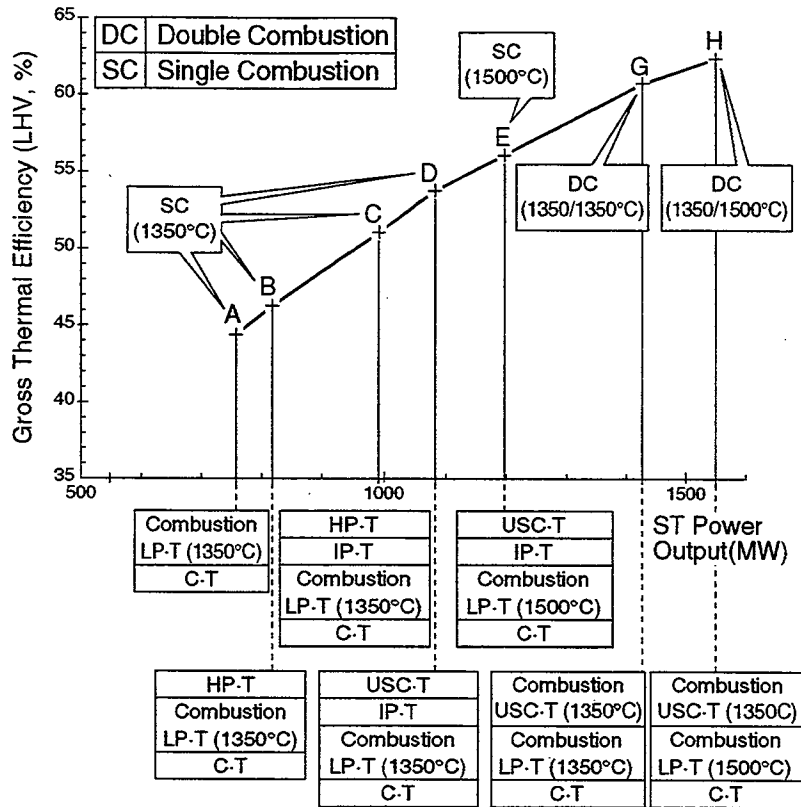 DC Double Combustion
SC Single Combustion
Gross Thermal Efficiency (LHV, %)
65
60
55
50
45
40
35
500
1000
1500
ST Power
Output(MW)
A
B
C
D
E
G
H
SC
(1350°C)
SC
(1500°C)
DC
(1350/1350°C)
DC
(1350/1500°C)
Combustion
LP-T (1350°C)
C-T
HP-T
IP-T
Combustion
LP-T (1350°C)
C-T
USC-T
IP-T
Combustion
LP-T (1500°C)
C-T
HP-T
Combustion
LP-T (1350°C)
C-T
USC-T
IP-T
Combustion
LP-T (1350°C)
C-T
Combustion
USC-T (1350°C)
Combustion
LP-T (1350°C)
C-T
Combustion
USC-T (1350C)
Combustion
LP-T (1500°C)
C-T